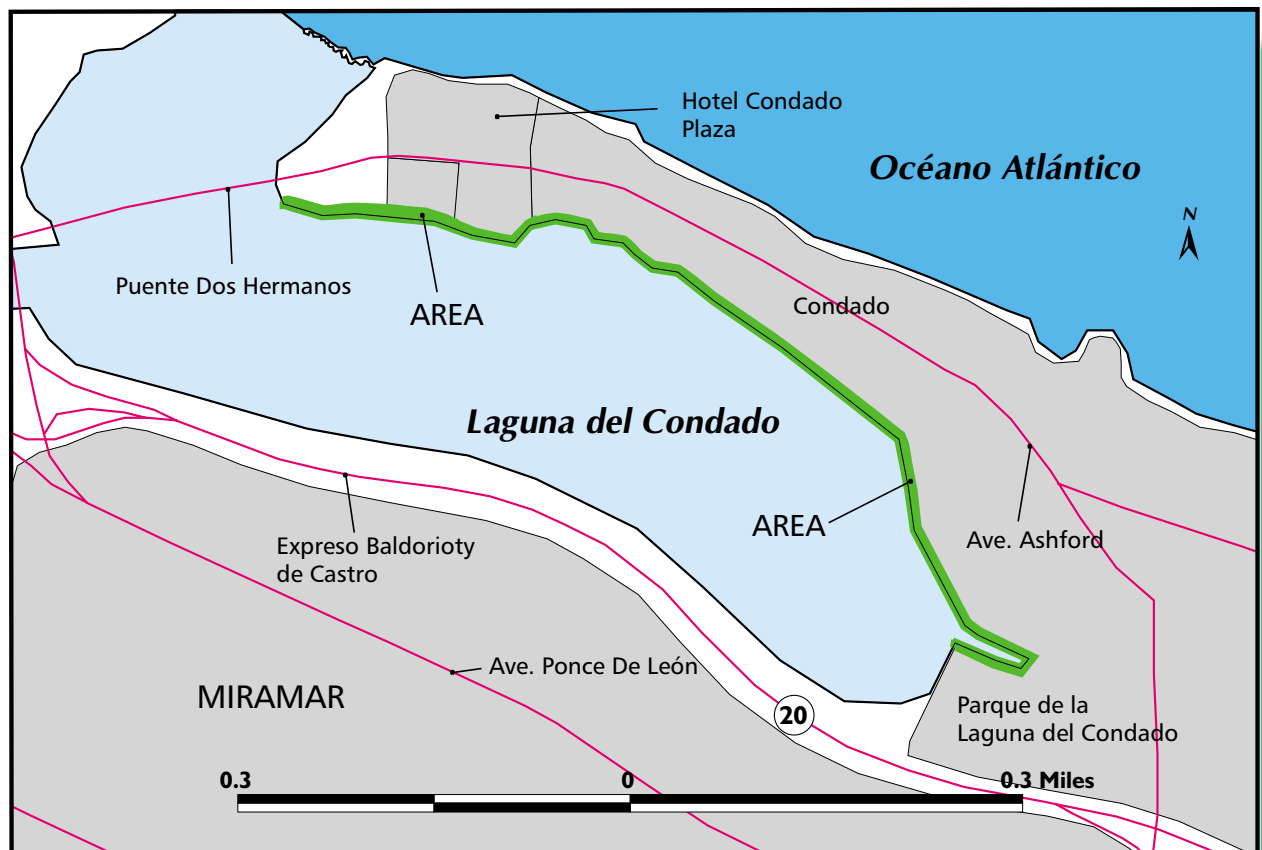 Hotel Condado
Plaza
Océano Atlántico
N
Puente Dos Hermanos
AREA
Condado
Laguna del Condado
AREA
Ave. Ashford
Expreso Baldorioty
de Castro
Ave. Ponce De León
MIRAMAR
20
Parque de la
Laguna del Condado
0.3 0 0.3 Miles